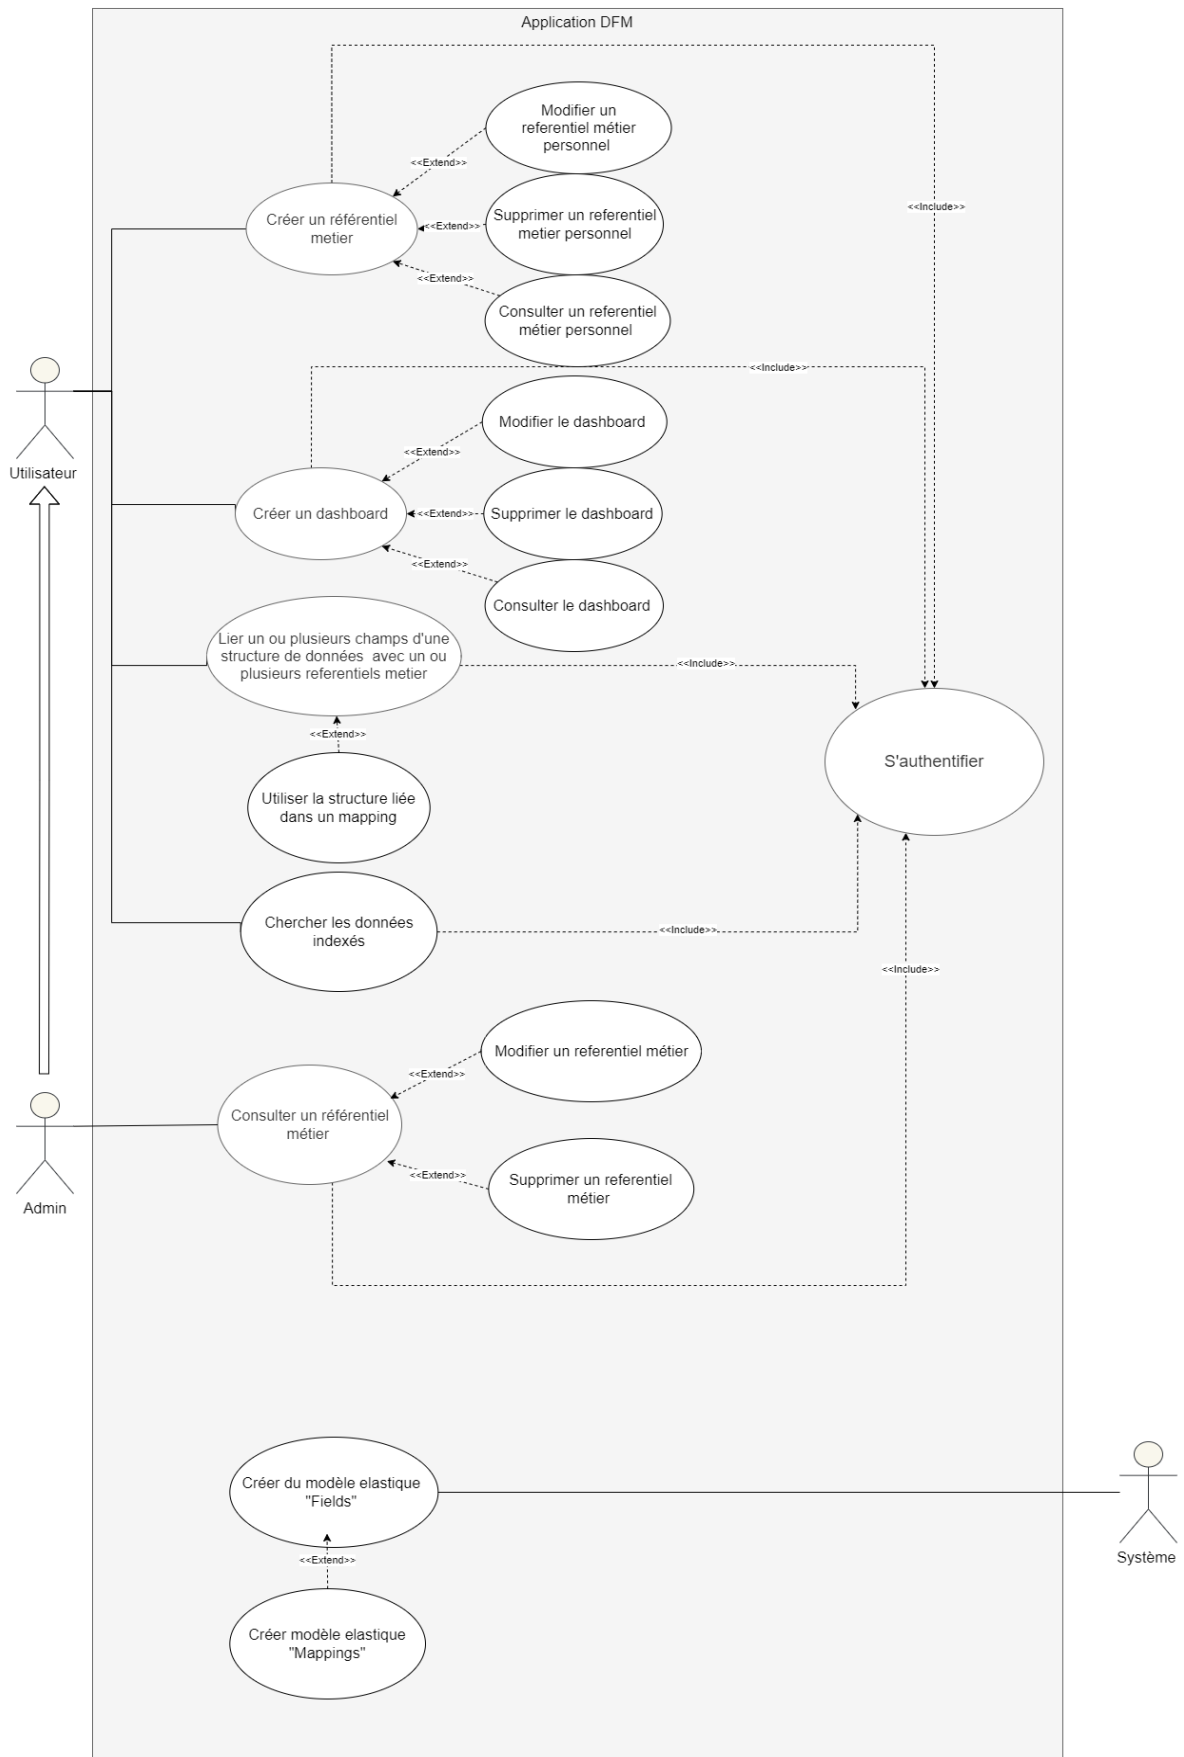 Application DFM
Modifier un
referentiel métier
personnel
<<Extend>>
<<Include>>
Créer un référentiel
metier
Supprimer un referentiel
metier personnel
<<Extend>>
<<Extend>>
Consulter un referentiel
métier personnel
<<Include>>
Utilisateur
Modifier le dashboard
<<Extend>>
Créer un dashboard
<<Extend>>
Supprimer le dashboard
<<Extend>>
Consulter le dashboard
Lier un ou plusieurs champs d'une
structure de données avec un ou
plusieurs referentiels metier
<<Include>>
<<Extend>>
S'authentifier
Utiliser la structure liée
dans un mapping
Chercher les données
indexés
<<Include>>
<<Include>>
Modifier un referentiel métier
<<Extend>>
Consulter un référentiel
métier
<<Extend>>
Supprimer un referentiel
métier
Admin
Créer du modèle elastique
"Fields"
Système
<<Extend>>
Créer modèle elastique
"Mappings"